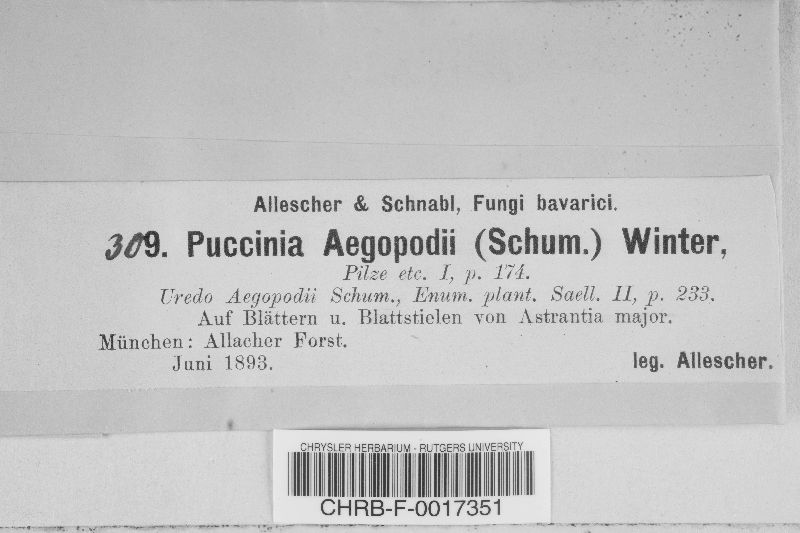 Allescher & Schnabl, Fungi bavarici.
309. Puccinia Aegopodii (Schum.) Winter,
Pilze etc. I, p. 174.
Uredo Aegopodii Schum., Enum. plant. Saell. II, p. 233.
Auf Blättern u. Blattstielen von Astrantia major.
München: Allacher Forst.
Juni 1893.
leg. Allescher.
CHRYSLER HERBARIUM - RUTGERS UNIVERSITY
CHRB-F-0017351